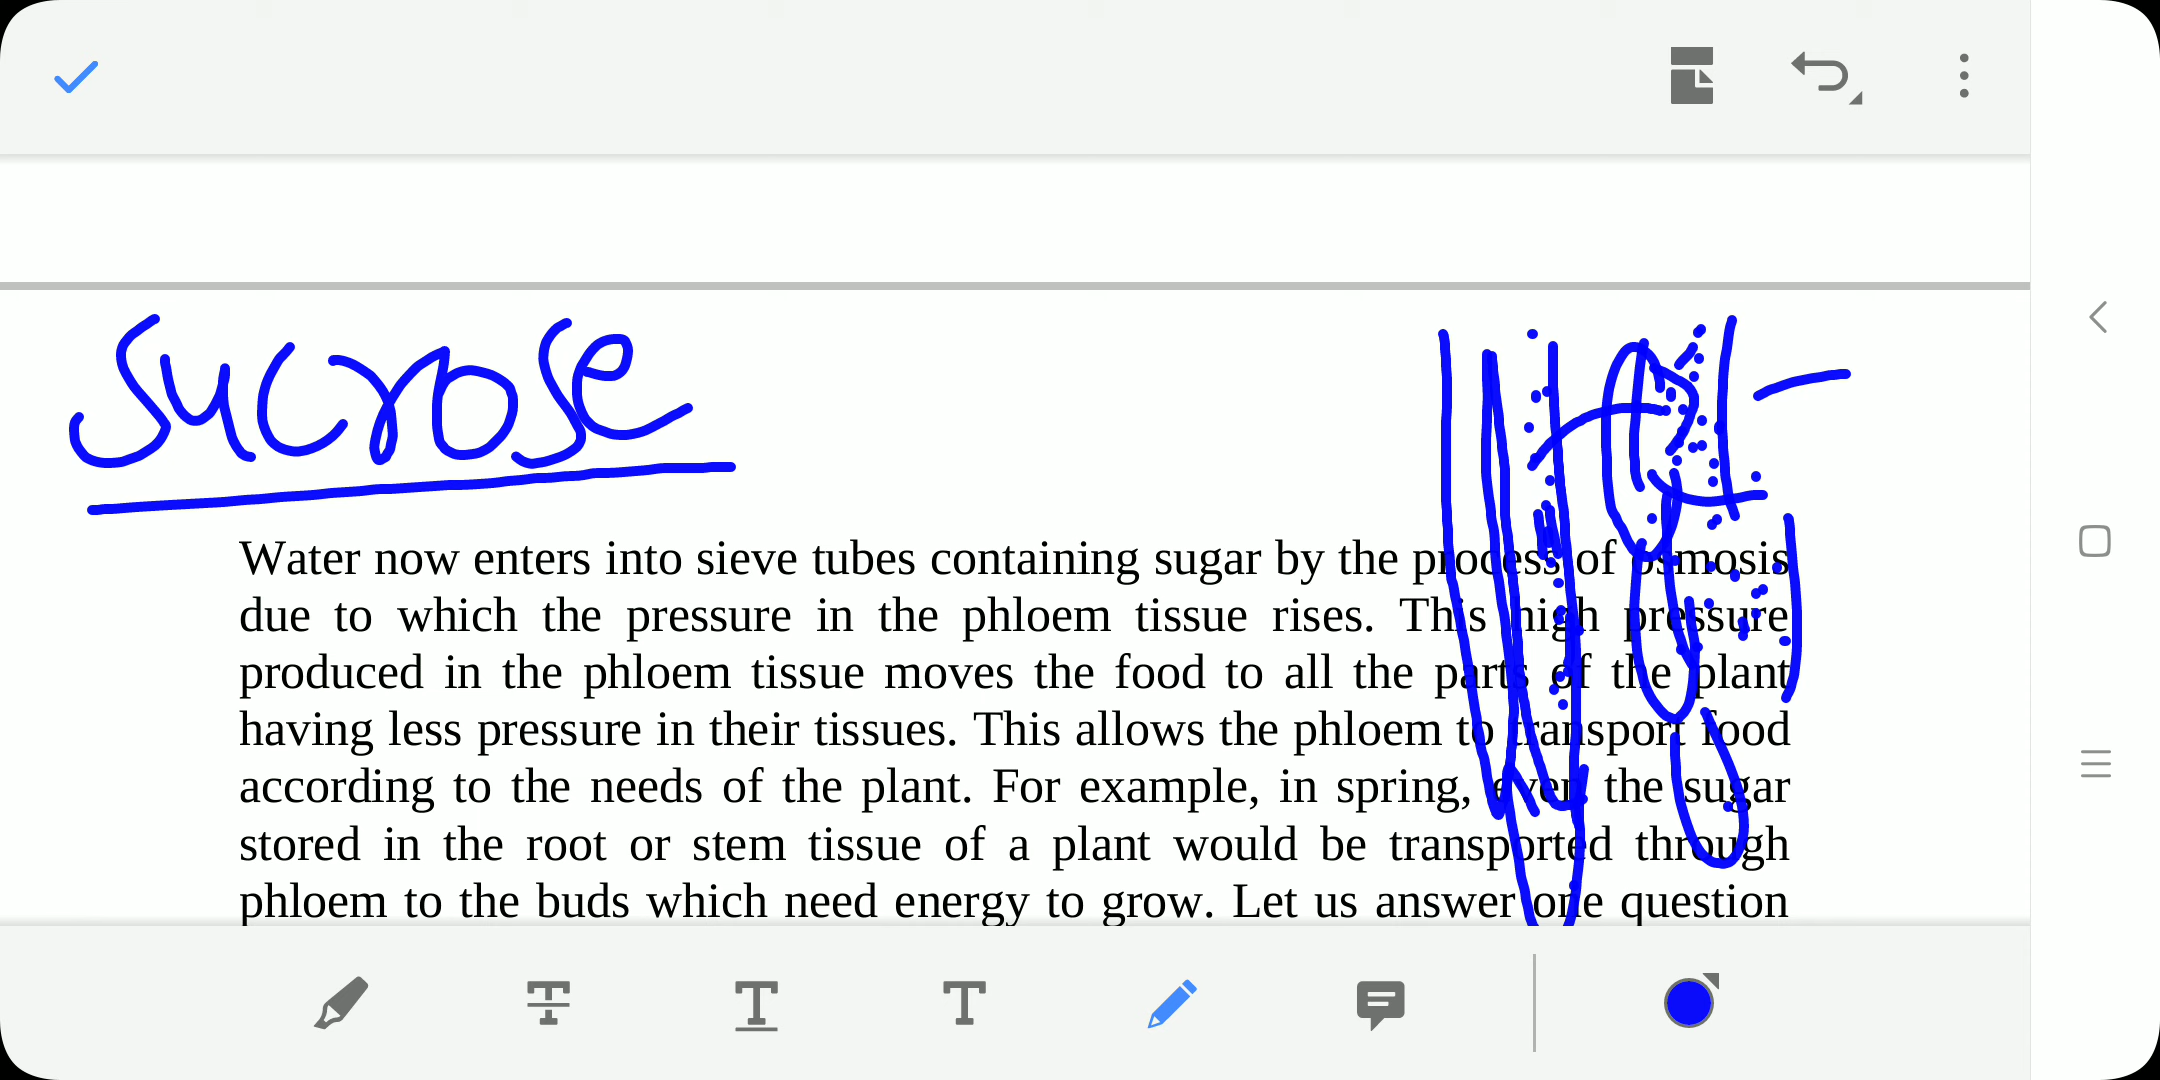 Sucrose
Water now enters into sieve tubes containing sugar by the process of osmosis
due to which the pressure in the phloem tissue rises. This high pressure
produced in the phloem tissue moves the food to all the parts of the plant
having less pressure in their tissues. This allows the phloem to transport food
according to the needs of the plant. For example, in spring, even the sugar
stored in the root or stem tissue of a plant would be transported through
phloem to the buds which need energy to grow. Let us answer one question